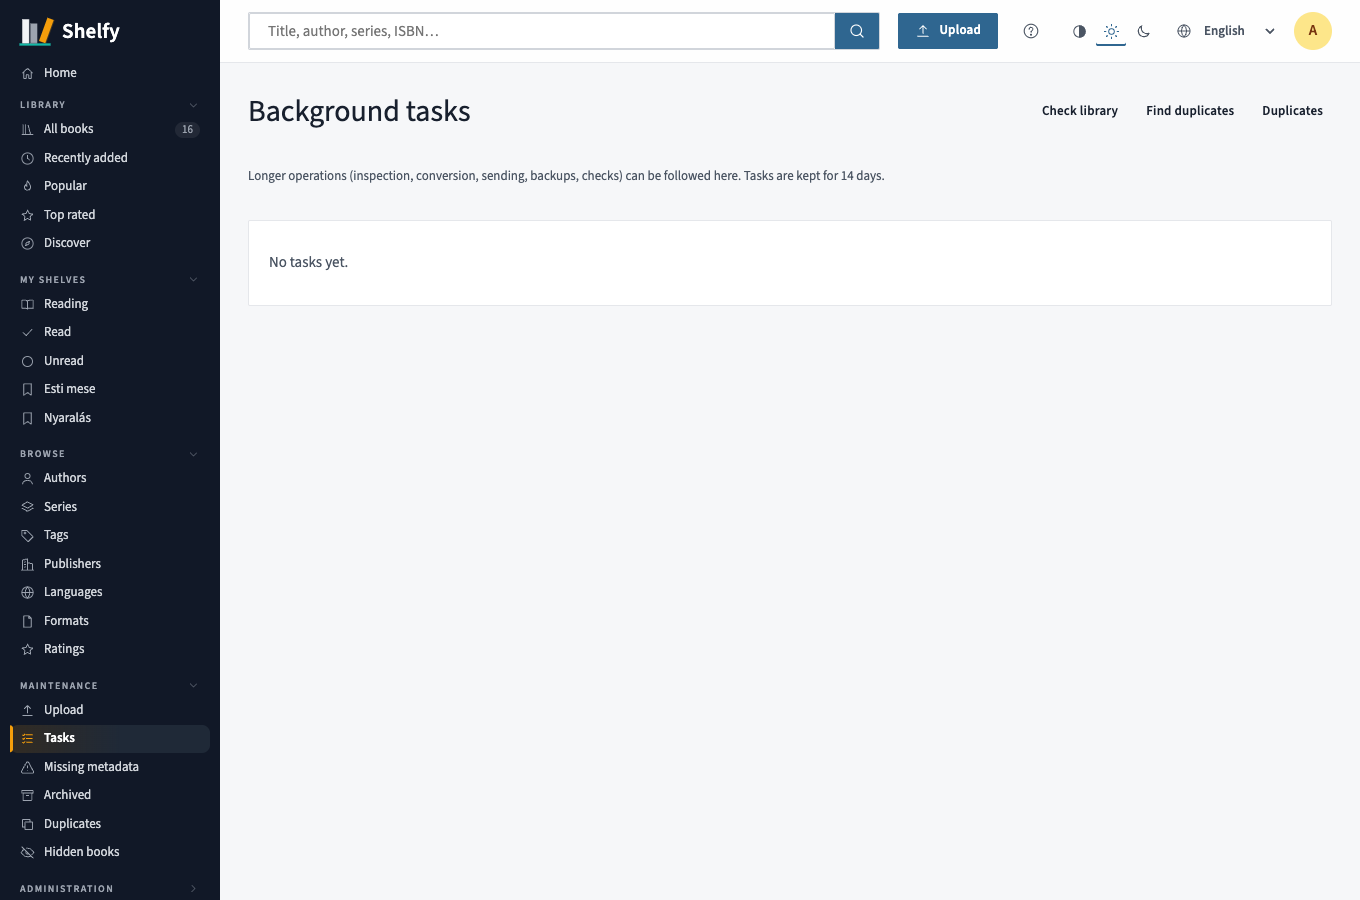 Shelfy
Title, author, series, ISBN...
Upload
English
A
Home
LIBRARY
All books 16
Recently added
Popular
Top rated
Discover
MY SHELVES
Reading
Read
Unread
Esti mese
Nyaralás
BROWSE
Authors
Series
Tags
Publishers
Languages
Formats
Ratings
MAINTENANCE
Upload
Tasks
Missing metadata
Archived
Duplicates
Hidden books
ADMINISTRATION
Background tasks
Check library
Find duplicates
Duplicates
Longer operations (inspection, conversion, sending, backups, checks) can be followed here. Tasks are kept for 14 days.
No tasks yet.